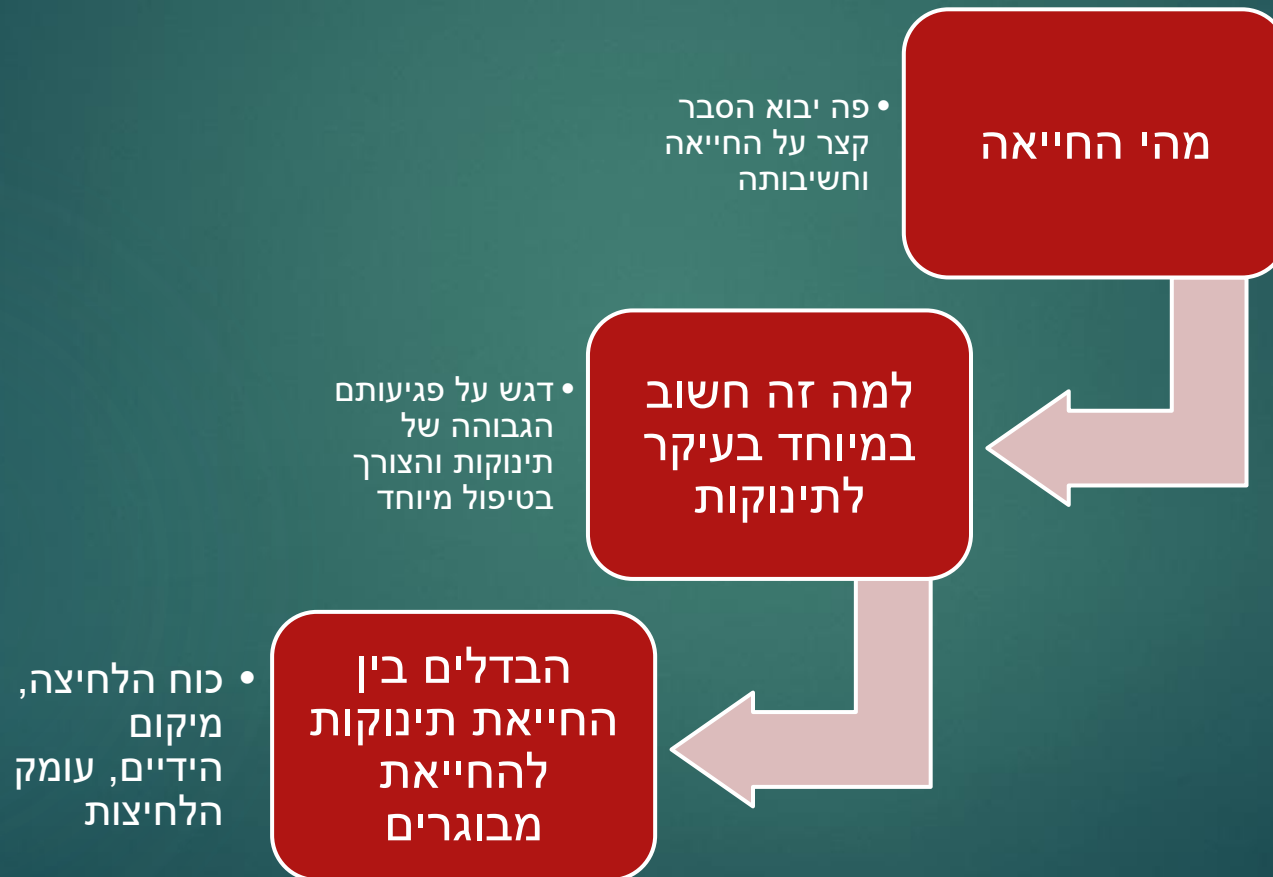 מהי החייאה
• פה יבוא הסבר
קצר על החייאה
וחשיבותה
למה זה חשוב
במיוחד בעיקר
לתינוקות
• דגש על פגיעותם
הגבוהה של
תינוקות והצורך
בטיפול מיוחד
הבדלים בין
החייאת תינוקות
להחייאת
מבוגרים
• כוח הלחיצה,
מיקום
הידיים, עומק
הלחיצות